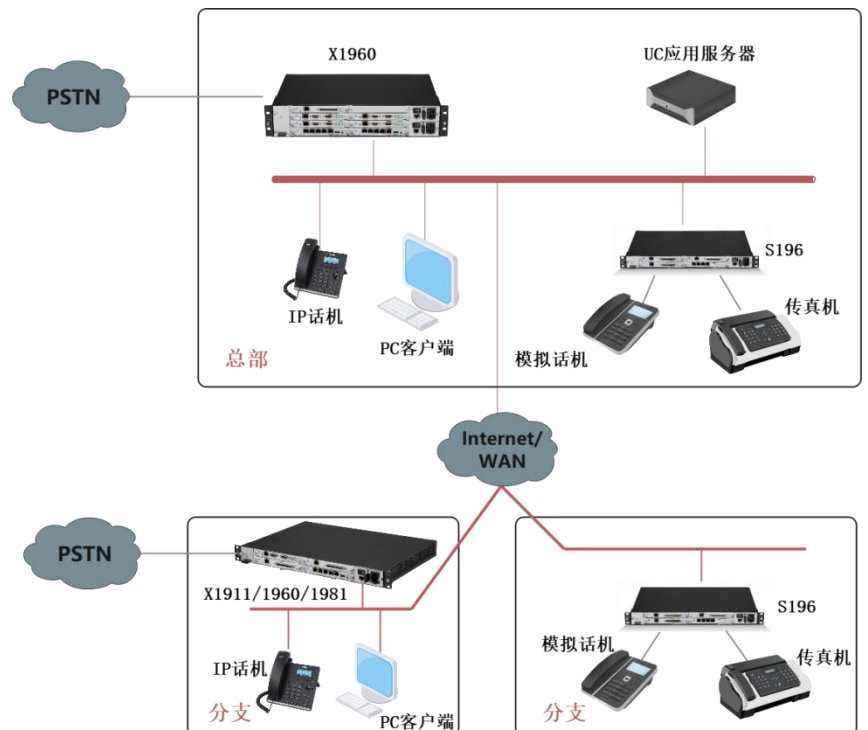 X1960
UC应用服务器
PSTN
S196
IP话机
PC客户端
模拟话机
传真机
总部
Internet/
WAN
PSTN
X1911/1960/1981
S196
IP话机
模拟话机
传真机
分支
PC客户端
分支